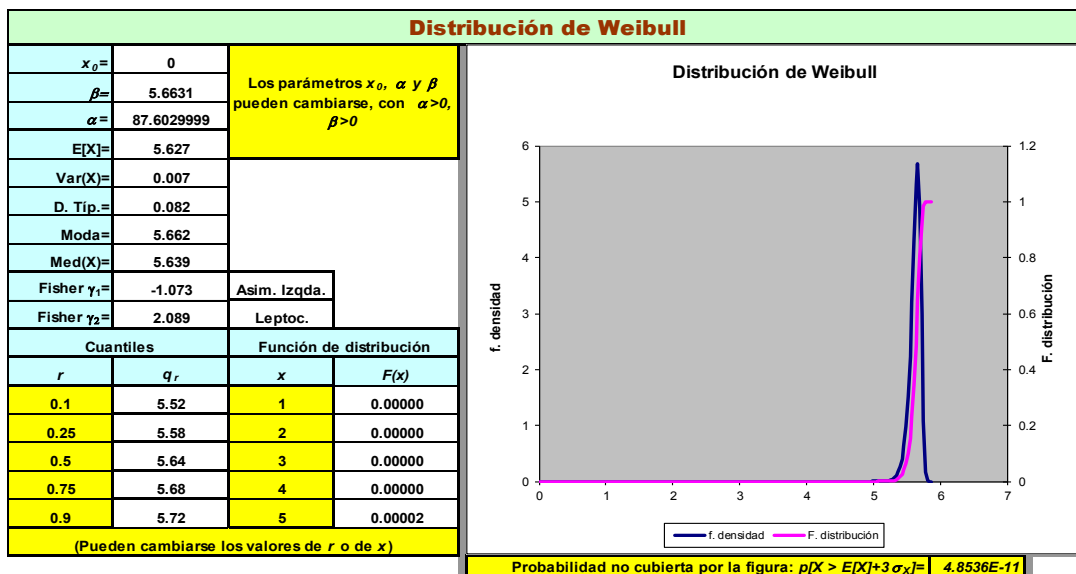 Distribución de Weibull
x₀= 0
β= 5.6631
α= 87.6029999
Los parámetros x₀, α y β
pueden cambiarse, con α>0,
β>0
E[X]= 5.627
Var(X)= 0.007
D. Típ.= 0.082
Moda= 5.662
Med(X)= 5.639
Fisher γ₁= -1.073 Asim. Izqda.
Fisher γ₂= 2.089 Leptoc.
Cuantiles Función de distribución
r qᵣ x F(x)
0.1 5.52 1 0.00000
0.25 5.58 2 0.00000
0.5 5.64 3 0.00000
0.75 5.68 4 0.00000
0.9 5.72 5 0.00002
(Pueden cambiarse los valores de r o de x)
Distribución de Weibull
f. densidad
6
5
4
3
2
1
0
0 1 2 3 4 5 6 7
1.2
1
0.8
0.6
0.4
0.2
0
F. distribución
f. densidad F. distribución
Probabilidad no cubierta por la figura: p[X > E[X]+3σX]= 4.8536E-11